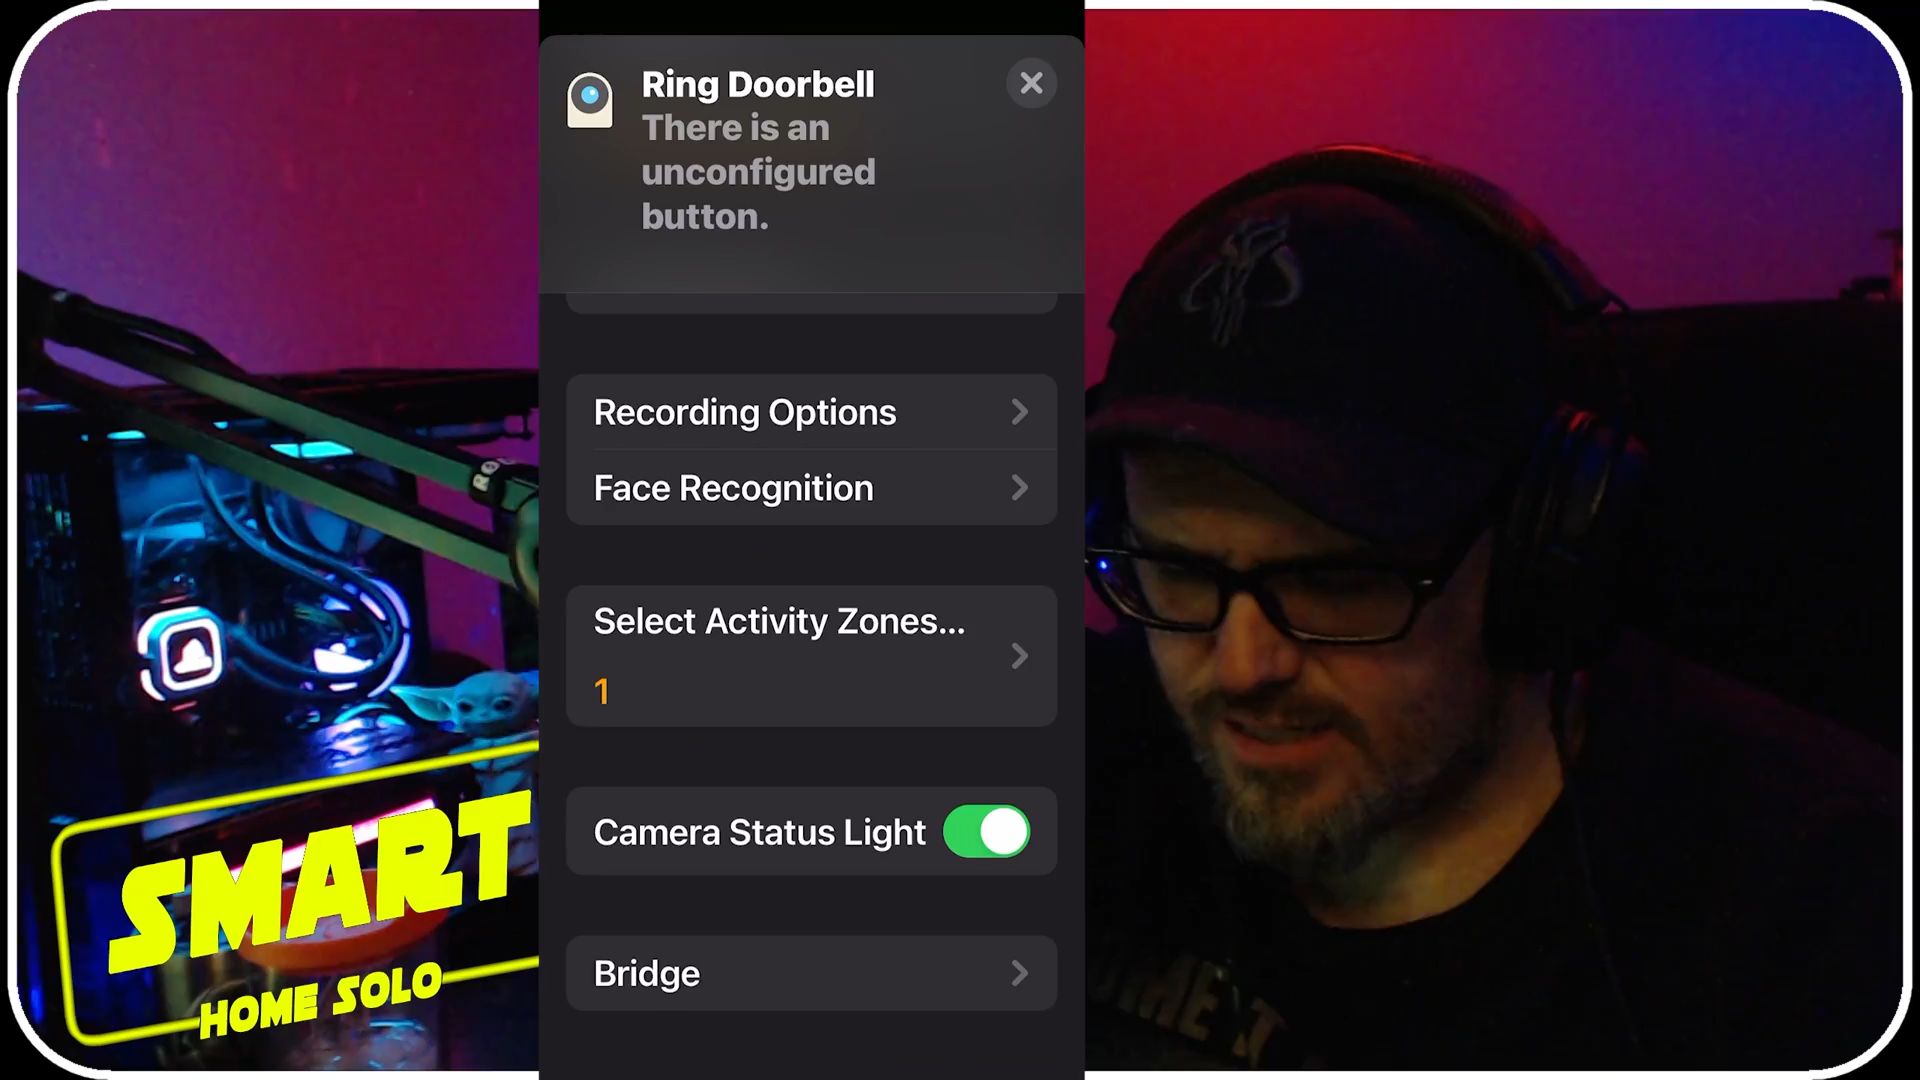 Ring Doorbell
There is an
unconfigured
button.
Recording Options
Face Recognition
Select Activity Zones...
1
Camera Status Light
Bridge
SMART
HOME SOLO